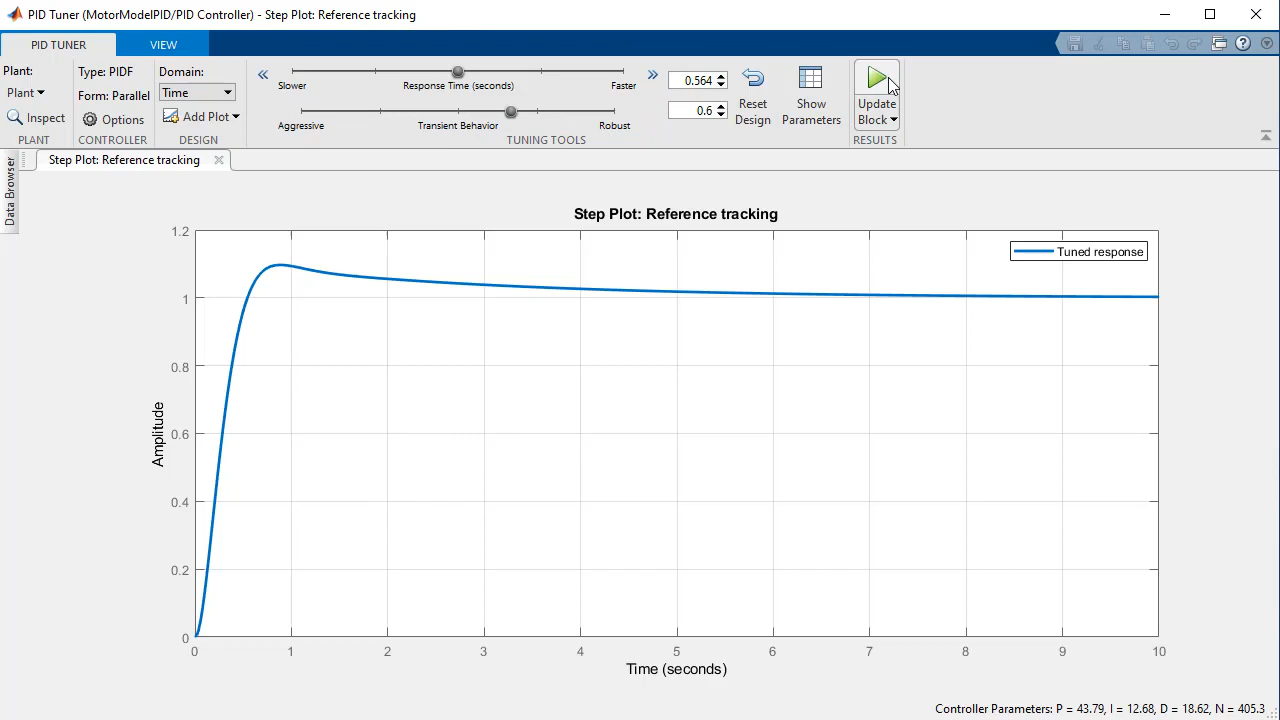 PID Tuner (MotorModelPID/PID Controller) - Step Plot: Reference tracking
PID TUNER
VIEW
Plant:
Plant
Inspect
PLANT
Type: PIDF
Form: Parallel
Options
CONTROLLER
Domain:
Time
Add Plot
DESIGN
Slower
Response Time (seconds)
Faster
0.564
Aggressive
Transient Behavior
Robust
0.6
Reset
Design
Show
Parameters
TUNING TOOLS
Update
Block
RESULTS
Data Browser
Step Plot: Reference tracking
Step Plot: Reference tracking
Tuned response
1.2
1
0.8
0.6
0.4
0.2
0
Amplitude
0 1 2 3 4 5 6 7 8 9 10
Time (seconds)
Controller Parameters: P = 43.79, I = 12.68, D = 18.62, N = 405.3